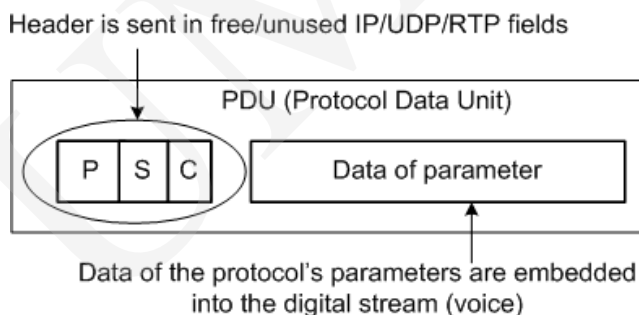 Header is sent in free/unused IP/UDP/RTP fields
PDU (Protocol Data Unit)
P S C Data of parameter
Data of the protocol's parameters are embedded
into the digital stream (voice)